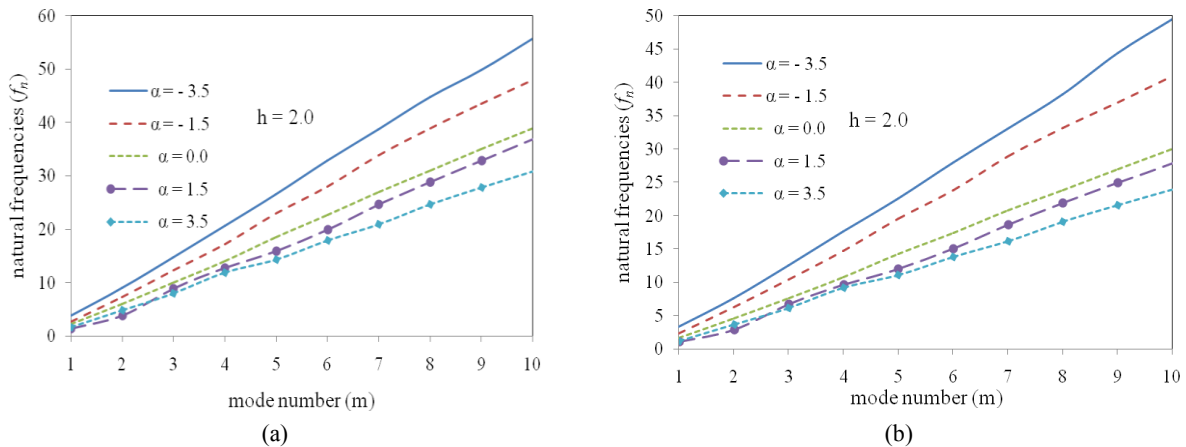 60
50
40
30
20
10
0
natural frequencies (fn)
α = - 3.5
α = - 1.5
α = 0.0
α = 1.5
α = 3.5
h = 2.0
1 2 3 4 5 6 7 8 9 10
mode number (m)
(a)
50
45
40
35
30
25
20
15
10
5
0
natural frequencies (fn)
α = - 3.5
α = - 1.5
α = 0.0
α = 1.5
α = 3.5
h = 2.0
1 2 3 4 5 6 7 8 9 10
mode number (m)
(b)